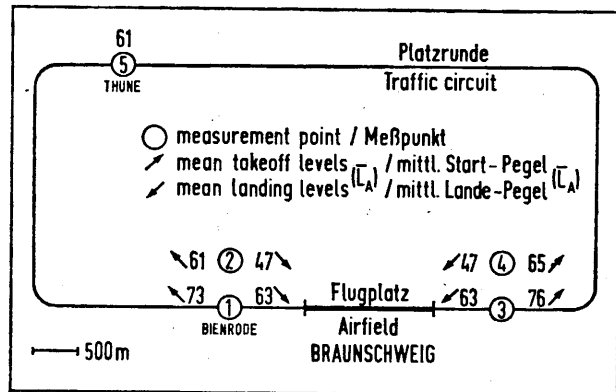 61
5
THUNE
Platzrunde
Traffic circuit
measurement point / Meßpunkt
mean takeoff levels (L̅A) / mittl. Start-Pegel (L̅A)
mean landing levels / mittl. Lande-Pegel
61 2 47 47 4 65
73 1 63 Flugplatz 63 3 76
BIENRODE Airfield
500m BRAUNSCHWEIG